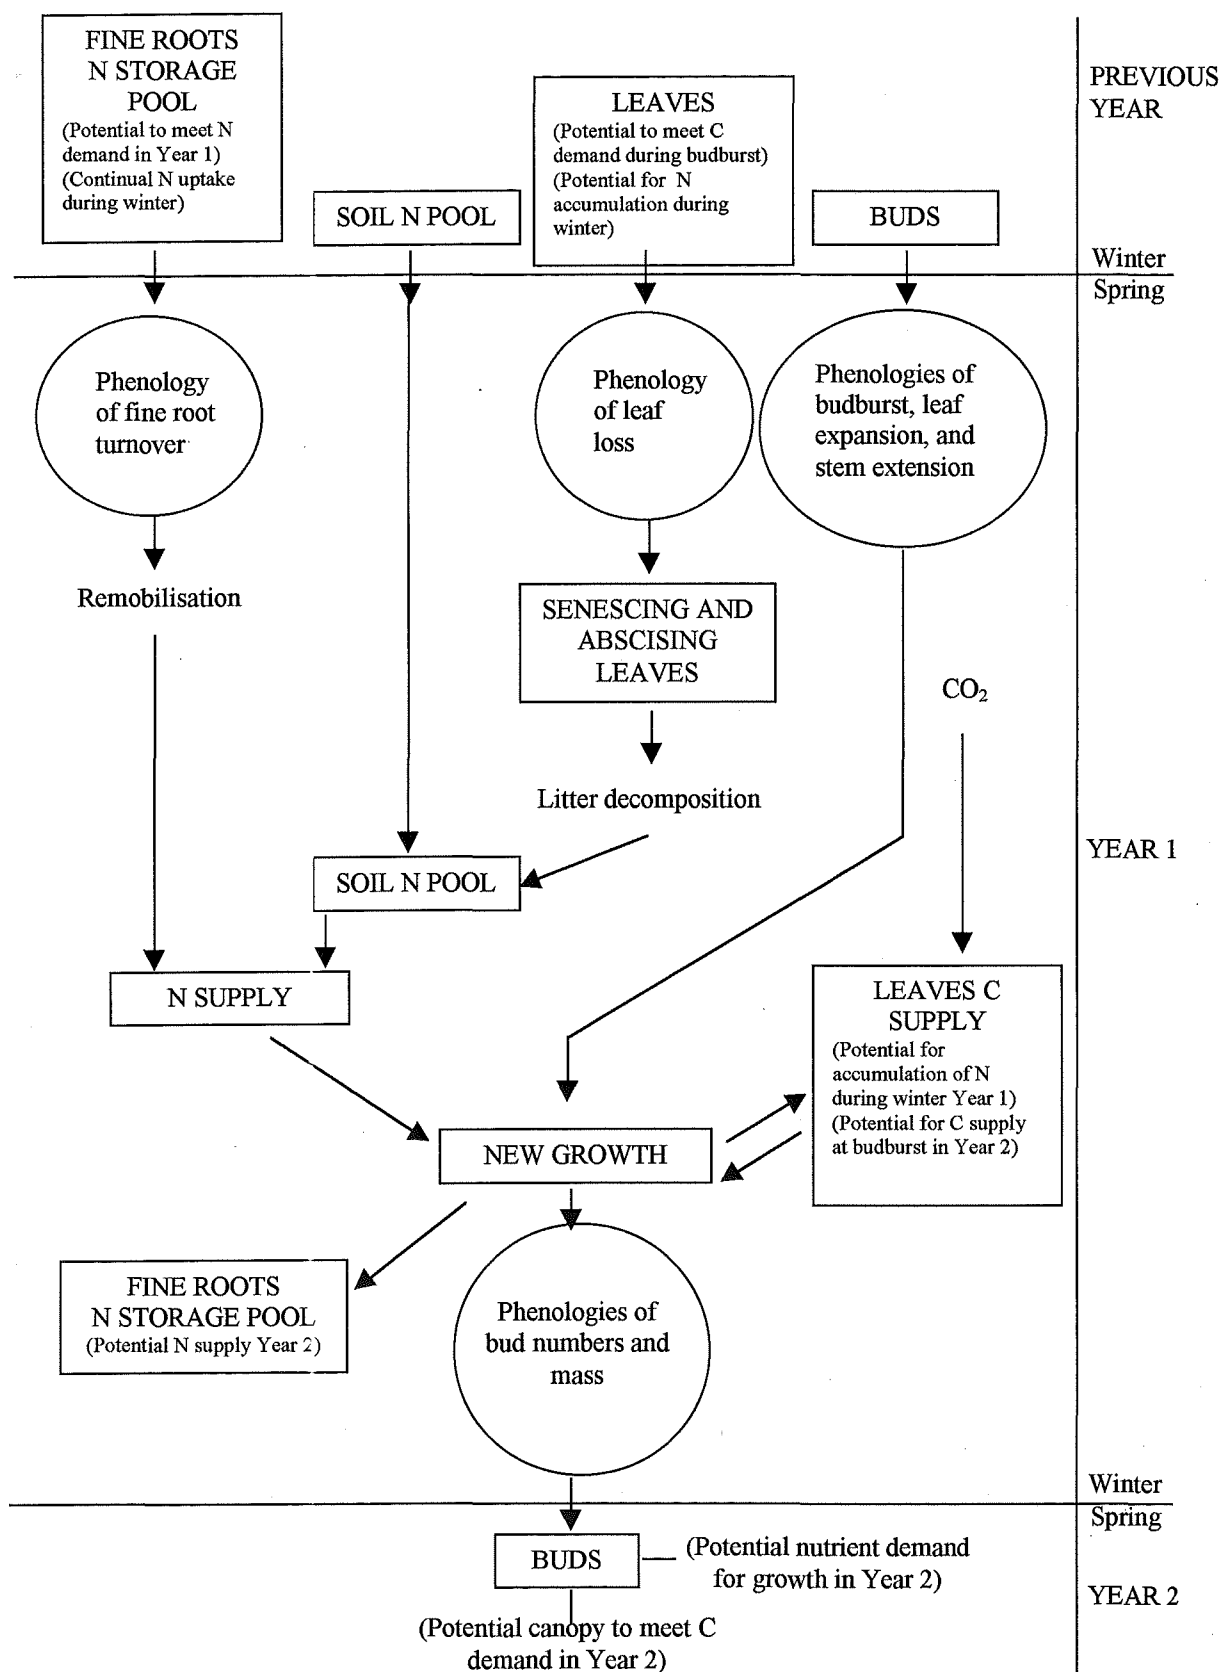 FINE ROOTS
N STORAGE
POOL
(Potential to meet N
demand in Year 1)
(Continual N uptake
during winter)
SOIL N POOL
LEAVES
(Potential to meet C
demand during budburst)
(Potential for N
accumulation during
winter)
BUDS
PREVIOUS
YEAR
Winter
Spring
Phenology
of fine root
turnover
Phenology
of leaf
loss
Phenologies of
budburst, leaf
expansion, and
stem extension
Remobilisation
SENESCING AND
ABSCISING
LEAVES
CO₂
Litter decomposition
YEAR 1
SOIL N POOL
N SUPPLY
LEAVES C
SUPPLY
(Potential for
accumulation of N
during winter Year 1)
(Potential for C supply
at budburst in Year 2)
NEW GROWTH
FINE ROOTS
N STORAGE POOL
(Potential N supply Year 2)
Phenologies of
bud numbers and
mass
Winter
Spring
BUDS
(Potential nutrient demand
for growth in Year 2)
YEAR 2
(Potential canopy to meet C
demand in Year 2)